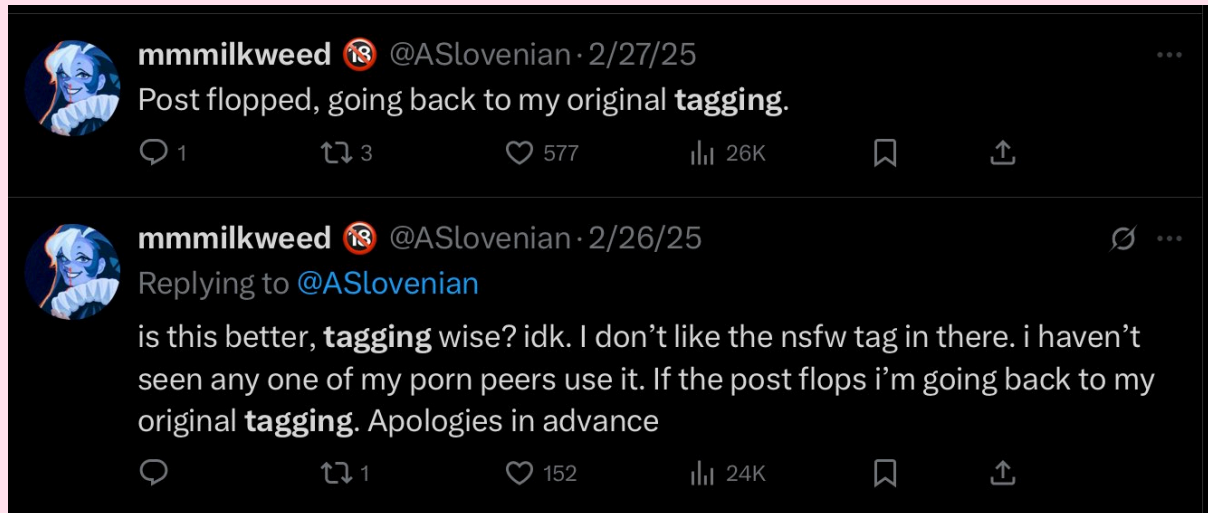 mmmilkweed 🔞 @ASlovenian · 2/27/25
Post flopped, going back to my original tagging.
1 3 577 26K
mmmilkweed 🔞 @ASlovenian · 2/26/25
Replying to @ASlovenian
is this better, tagging wise? idk. I don’t like the nsfw tag in there. i haven’t
seen any one of my porn peers use it. If the post flops i’m going back to my
original tagging. Apologies in advance
1 152 24K